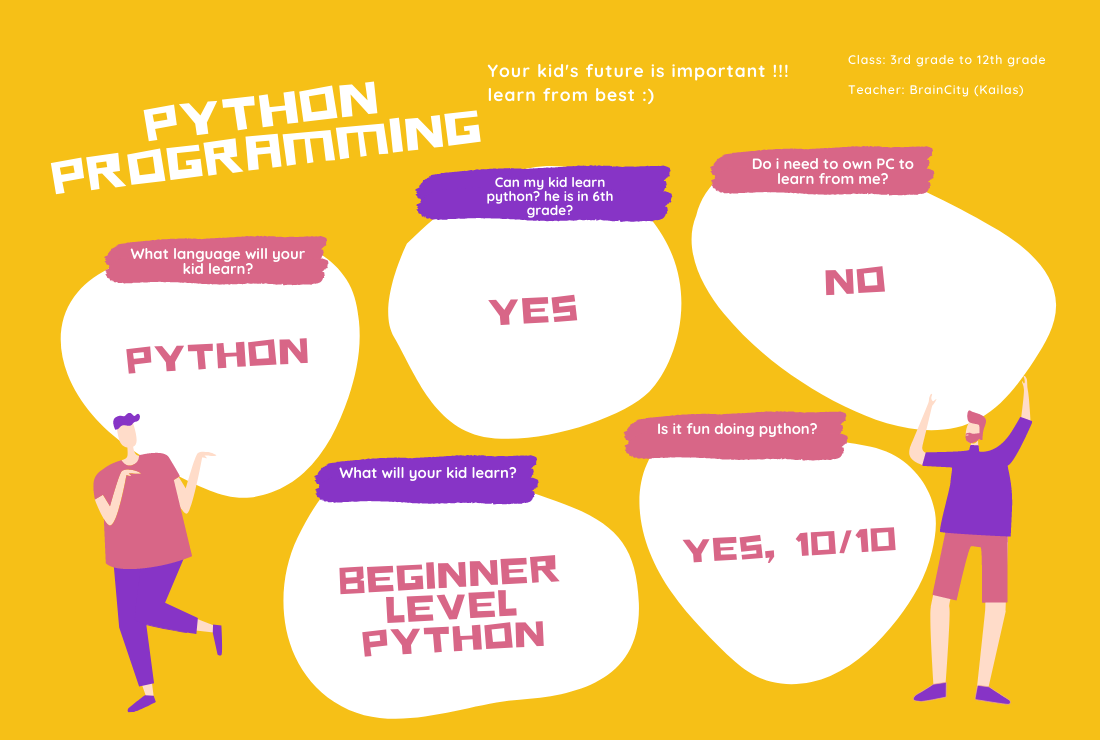 PYTHON
PROGRAMMING
Your kid's future is important !!!
learn from best :)
Class: 3rd grade to 12th grade
Teacher: BrainCity (Kailas)
What language will your
kid learn?
PYTHON
Can my kid learn
python? he is in 6th
grade?
YES
Do i need to own PC to
learn from me?
NO
What will your kid learn?
BEGINNER
LEVEL
PYTHON
Is it fun doing python?
YES, 10/10